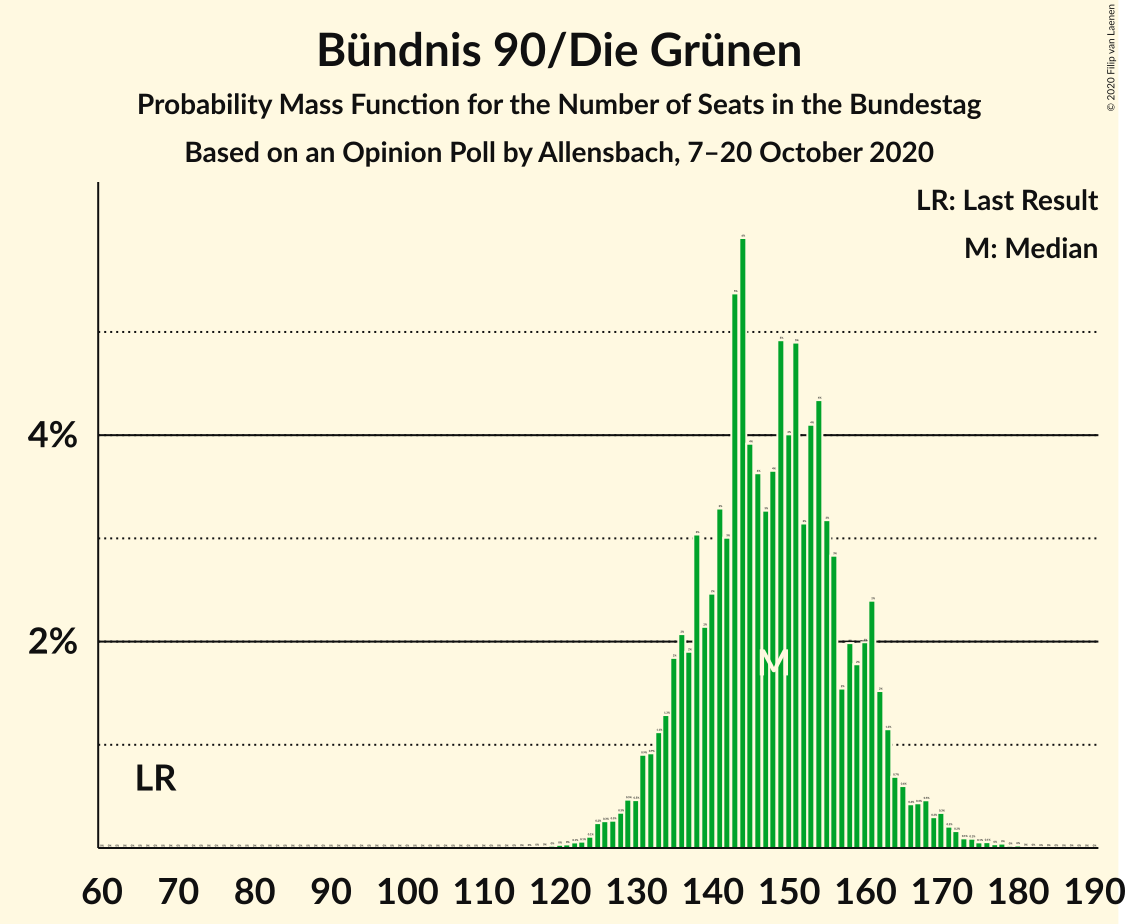 Bündnis 90/Die Grünen
Probability Mass Function for the Number of Seats in the Bundestag
Based on an Opinion Poll by Allensbach, 7–20 October 2020
© 2020 Filip van Laenen
LR: Last Result
M: Median
4%
2%
M
LR
60 70 80 90 100 110 120 130 140 150 160 170 180 190